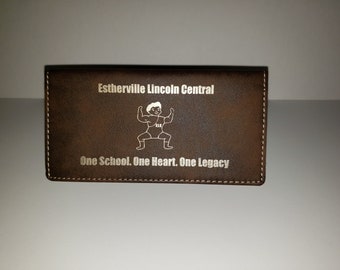 Estherville Lincoln Central
One School. One Heart. One Legacy